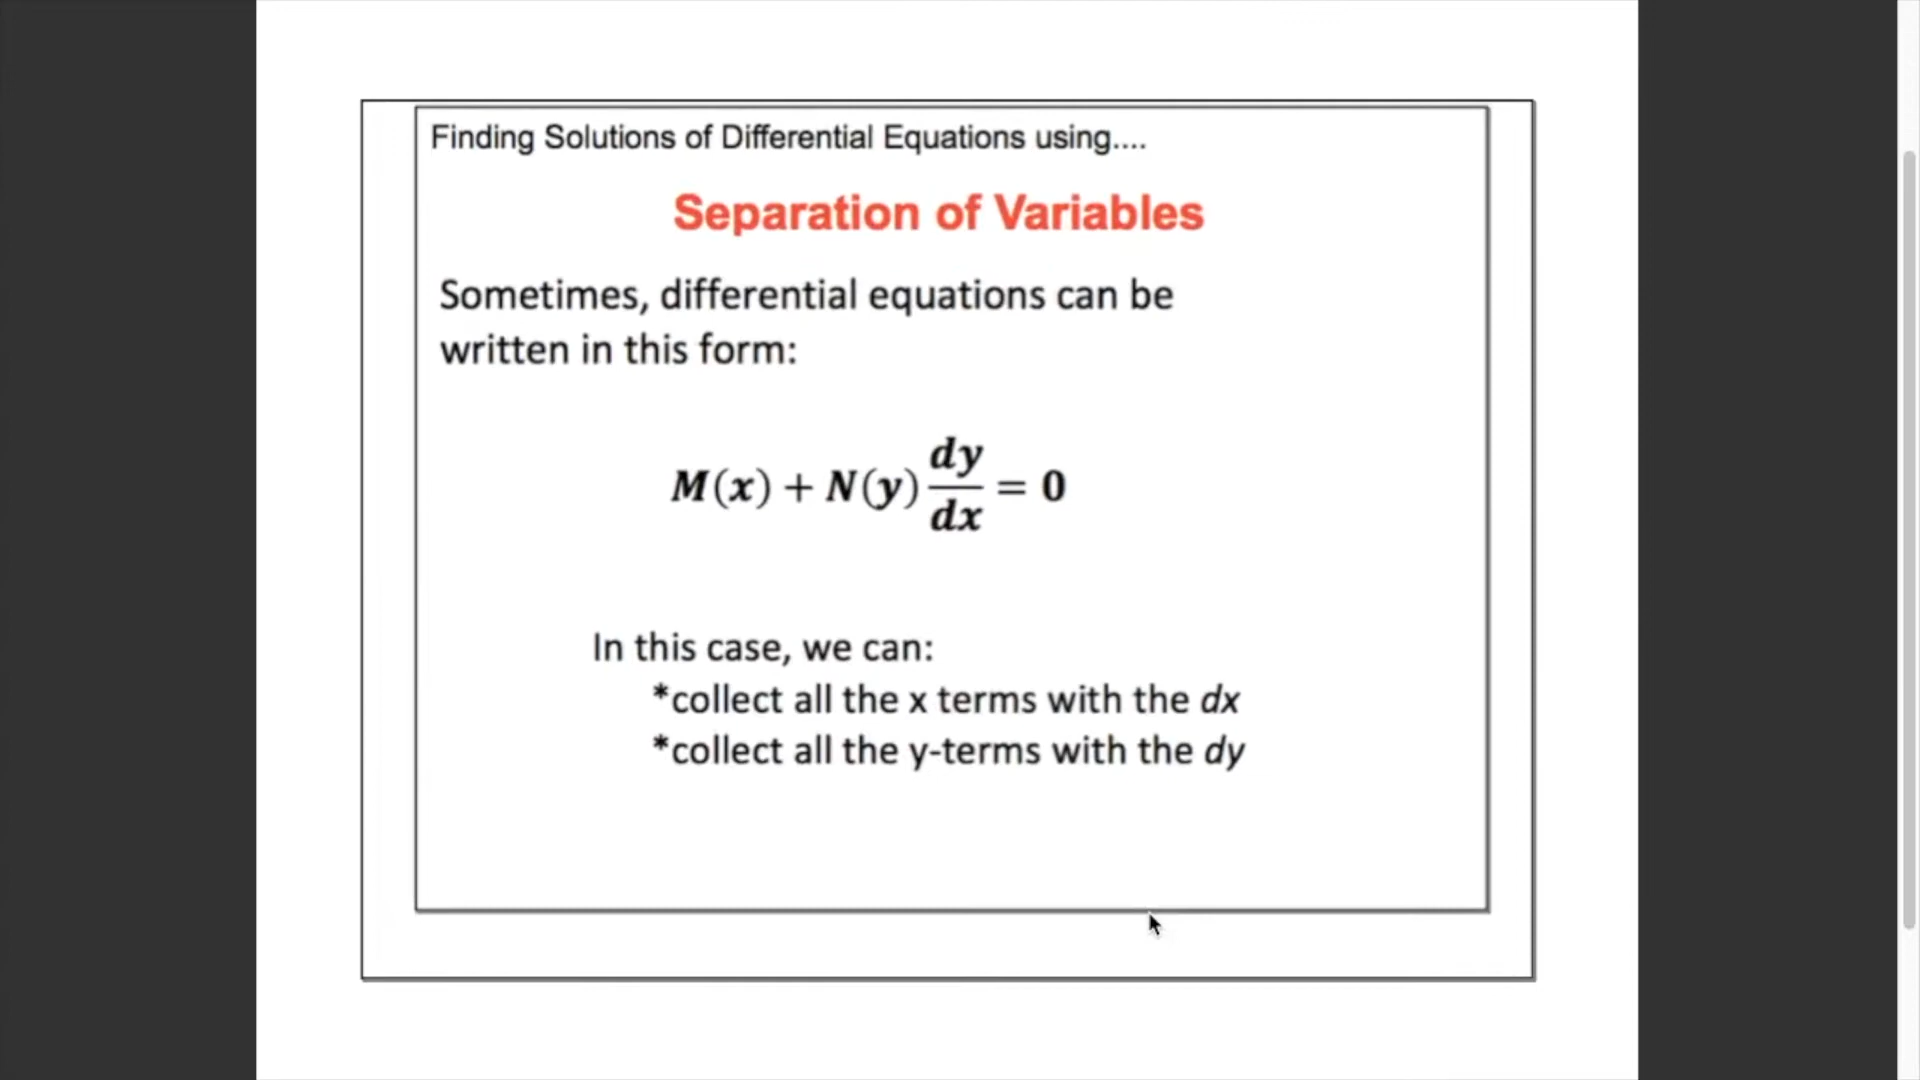 Finding Solutions of Differential Equations using....
Separation of Variables
Sometimes, differential equations can be
written in this form:
M(x) + N(y) dy/dx = 0
In this case, we can:
*collect all the x terms with the dx
*collect all the y-terms with the dy